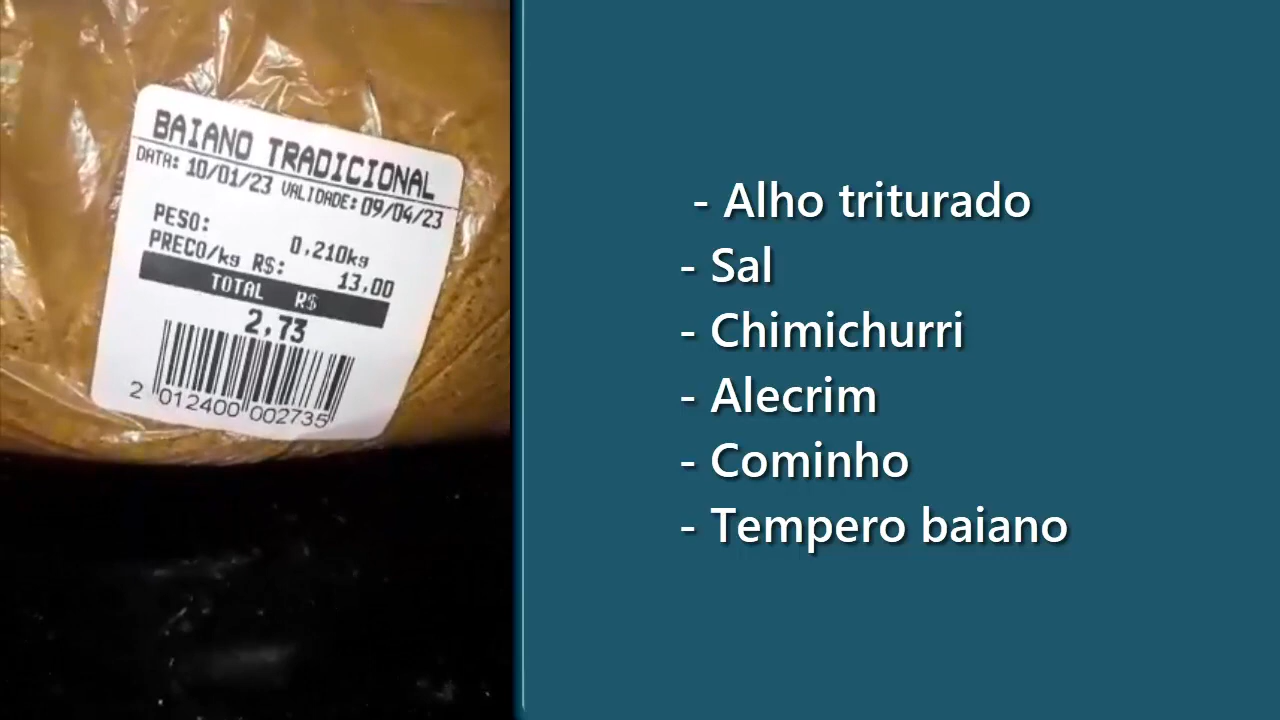 BAIANO TRADICIONAL
DATA: 10/01/23 VALIDADE: 09/04/23
PESO: 0,210kg
PRECO/kg R$: 13,00
TOTAL R$
2,73
2 012400 002735
- Alho triturado
- Sal
- Chimichurri
- Alecrim
- Cominho
- Tempero baiano